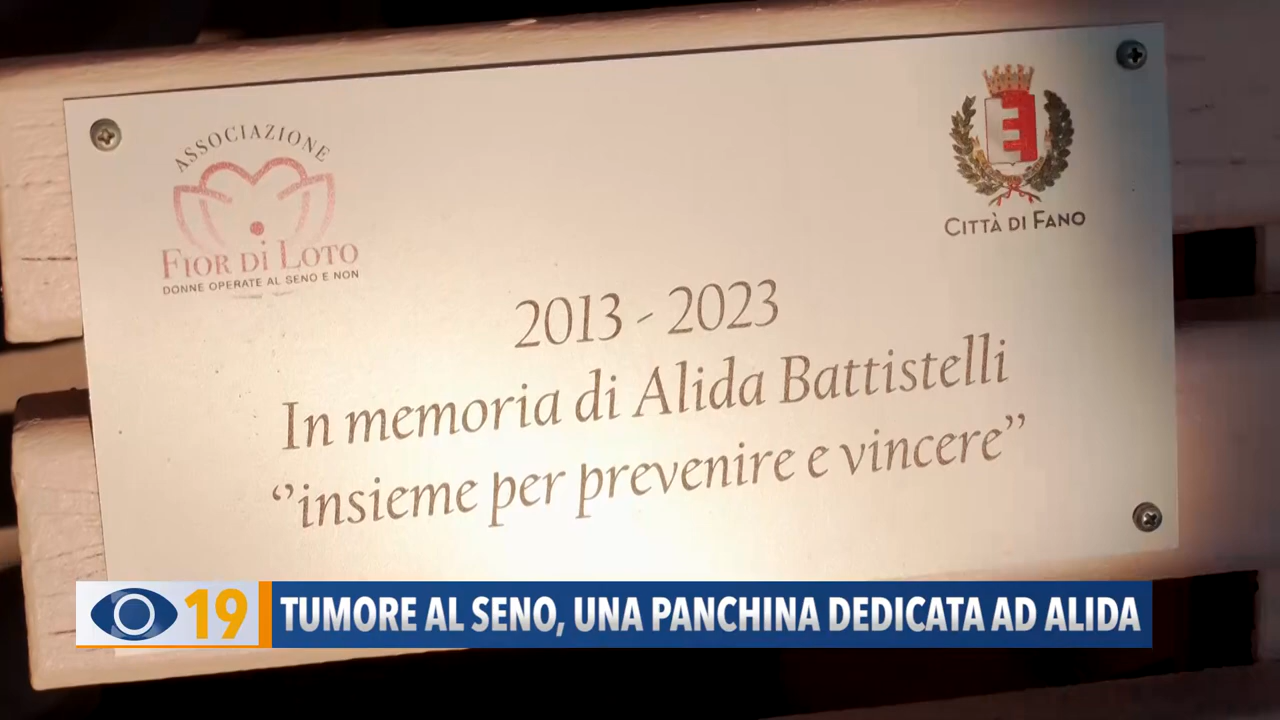 ASSOCIAZIONE
FIOR DI LOTO
DONNE OPERATE AL SENO E NON
CITTÀ DI FANO
2013 - 2023
In memoria di Alida Battistelli
“insieme per prevenire e vincere”
19
TUMORE AL SENO, UNA PANCHINA DEDICATA AD ALIDA